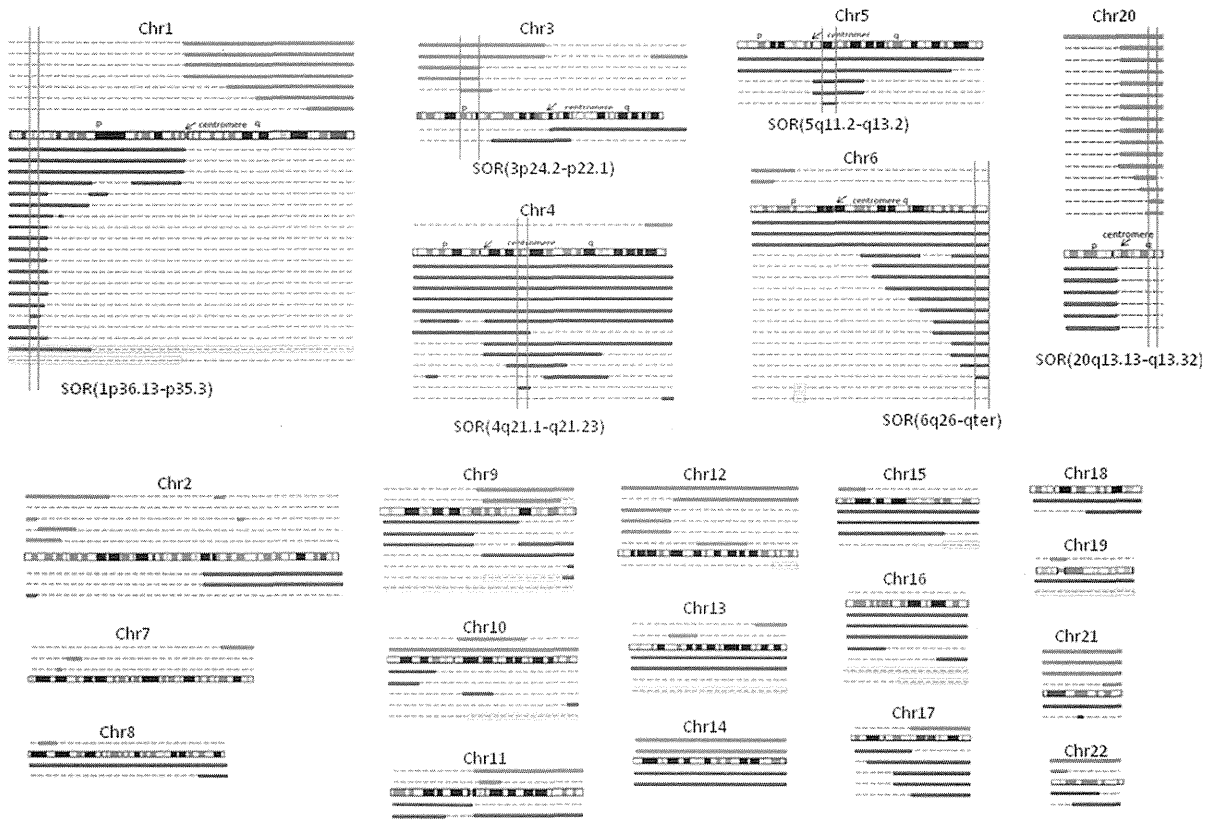 Chr1
p
centromere
q
SOR(1p36.13-p35.3)
Chr3
p
centromere
q
SOR(3p24.2-p22.1)
Chr4
p
centromere
q
SOR(4q21.1-q21.23)
Chr5
p
centromere
q
SOR(5q11.2-q13.2)
Chr6
p
centromere q
SOR(6q26-qter)
Chr20
p
centromere
q
SOR(20q13.13-q13.32)
Chr2
Chr7
Chr8
Chr9
Chr10
Chr11
Chr12
Chr13
Chr14
Chr15
Chr16
Chr17
Chr18
Chr19
Chr21
Chr22